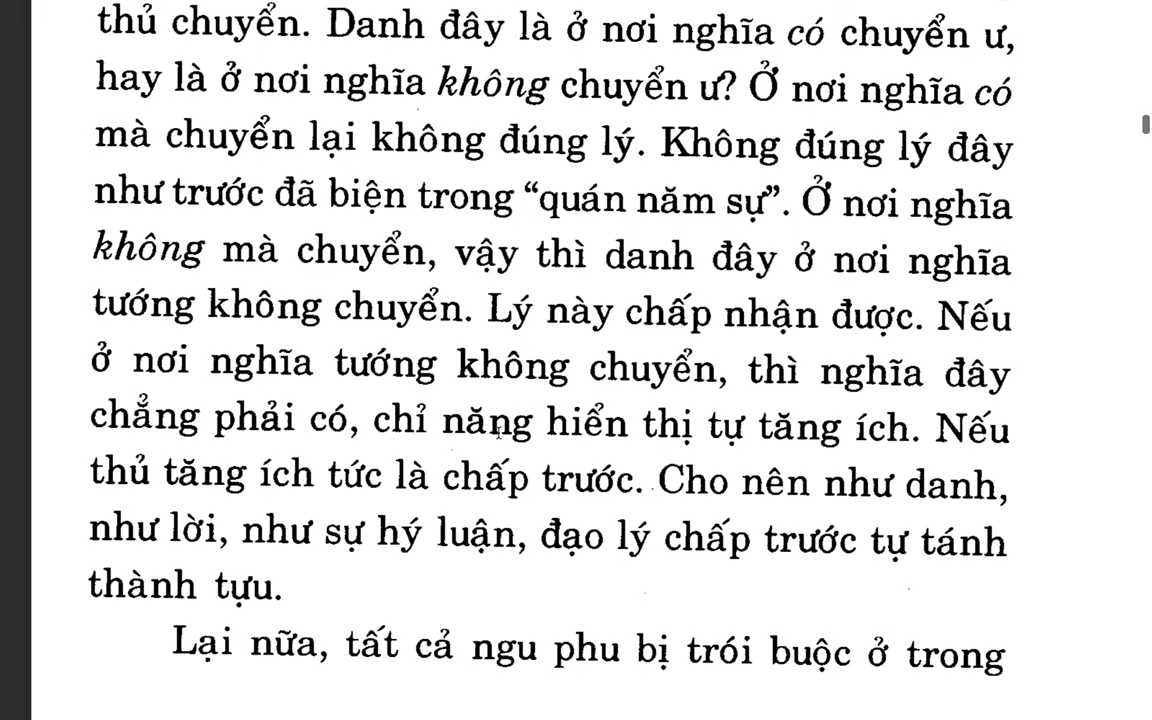 thủ chuyển. Danh đây là ở nơi nghĩa có chuyển ư,
hay là ở nơi nghĩa không chuyển ư? Ở nơi nghĩa có
mà chuyển lại không đúng lý. Không đúng lý đây
như trước đã biện trong “quán năm sự”. Ở nơi nghĩa
không mà chuyển, vậy thì danh đây ở nơi nghĩa
tướng không chuyển. Lý này chấp nhận được. Nếu
ở nơi nghĩa tướng không chuyển, thì nghĩa đây
chẳng phải có, chỉ năng hiển thị tự tăng ích. Nếu
thủ tăng ích tức là chấp trước. Cho nên như danh,
như lời, như sự hý luận, đạo lý chấp trước tự tánh
thành tựu.
Lại nữa, tất cả ngu phu bị trói buộc ở trong